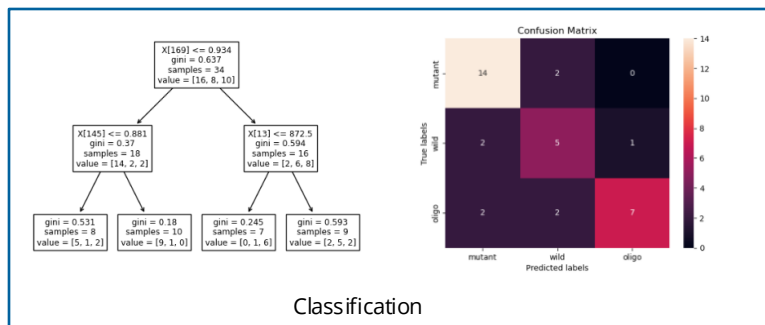 X[169] <= 0.934
gini = 0.637
samples = 34
value = [16, 8, 10]
X[145] <= 0.881
gini = 0.37
samples = 18
value = [14, 2, 2]
X[13] <= 872.5
gini = 0.594
samples = 16
value = [2, 6, 8]
gini = 0.531
samples = 8
value = [5, 1, 2]
gini = 0.18
samples = 10
value = [9, 1, 0]
gini = 0.245
samples = 7
value = [0, 1, 6]
gini = 0.593
samples = 9
value = [2, 5, 2]
Confusion Matrix
True labels
mutant
14 2 0
wild
2 5 1
oligo
2 2 7
mutant wild oligo
Predicted labels
14
12
10
8
6
4
2
0
Classification